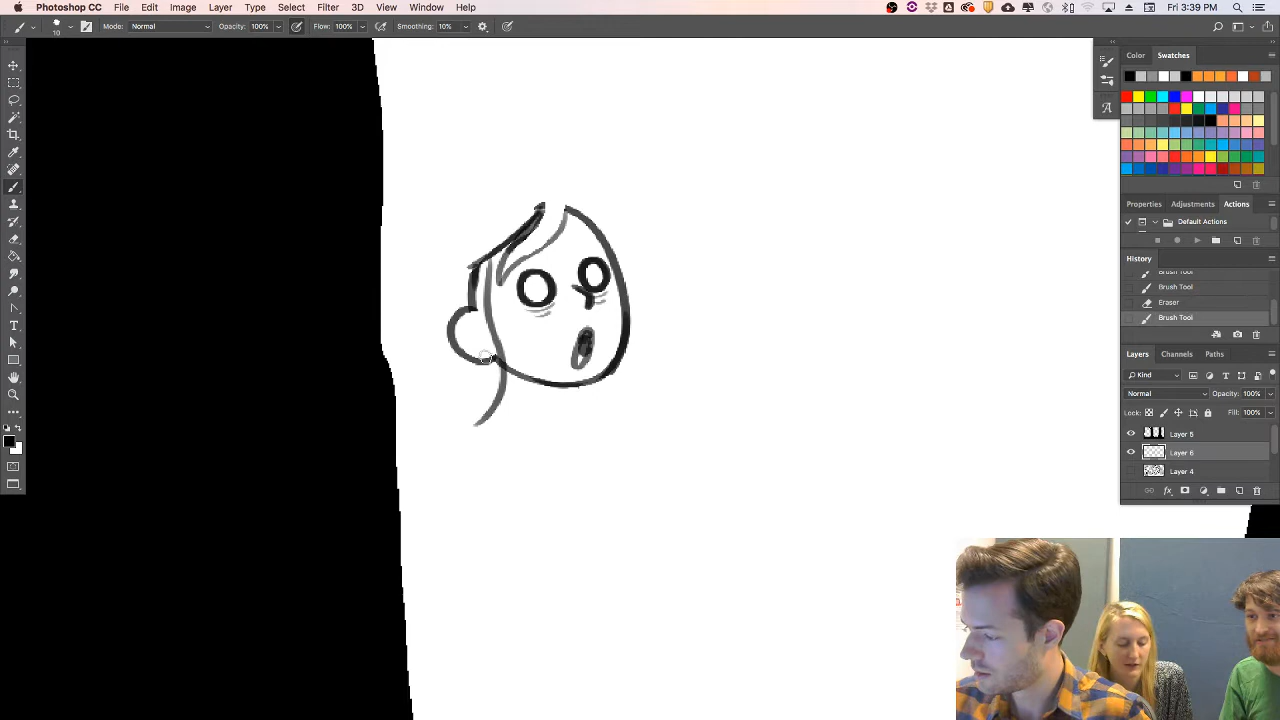 Photoshop CC File Edit Image Layer Type Select Filter 3D View Window Help Fri 3:39 PM
10 Mode: Normal Opacity: 100% Flow: 100% Smoothing: 10%
Color Swatches
Properties Adjustments Actions
Default Actions
History
Brush Tool
Brush Tool
Eraser
Brush Tool
Layers Channels Paths
Kind
Normal Opacity: 100%
Lock: Fill: 100%
Layer 5
Layer 6
Layer 4